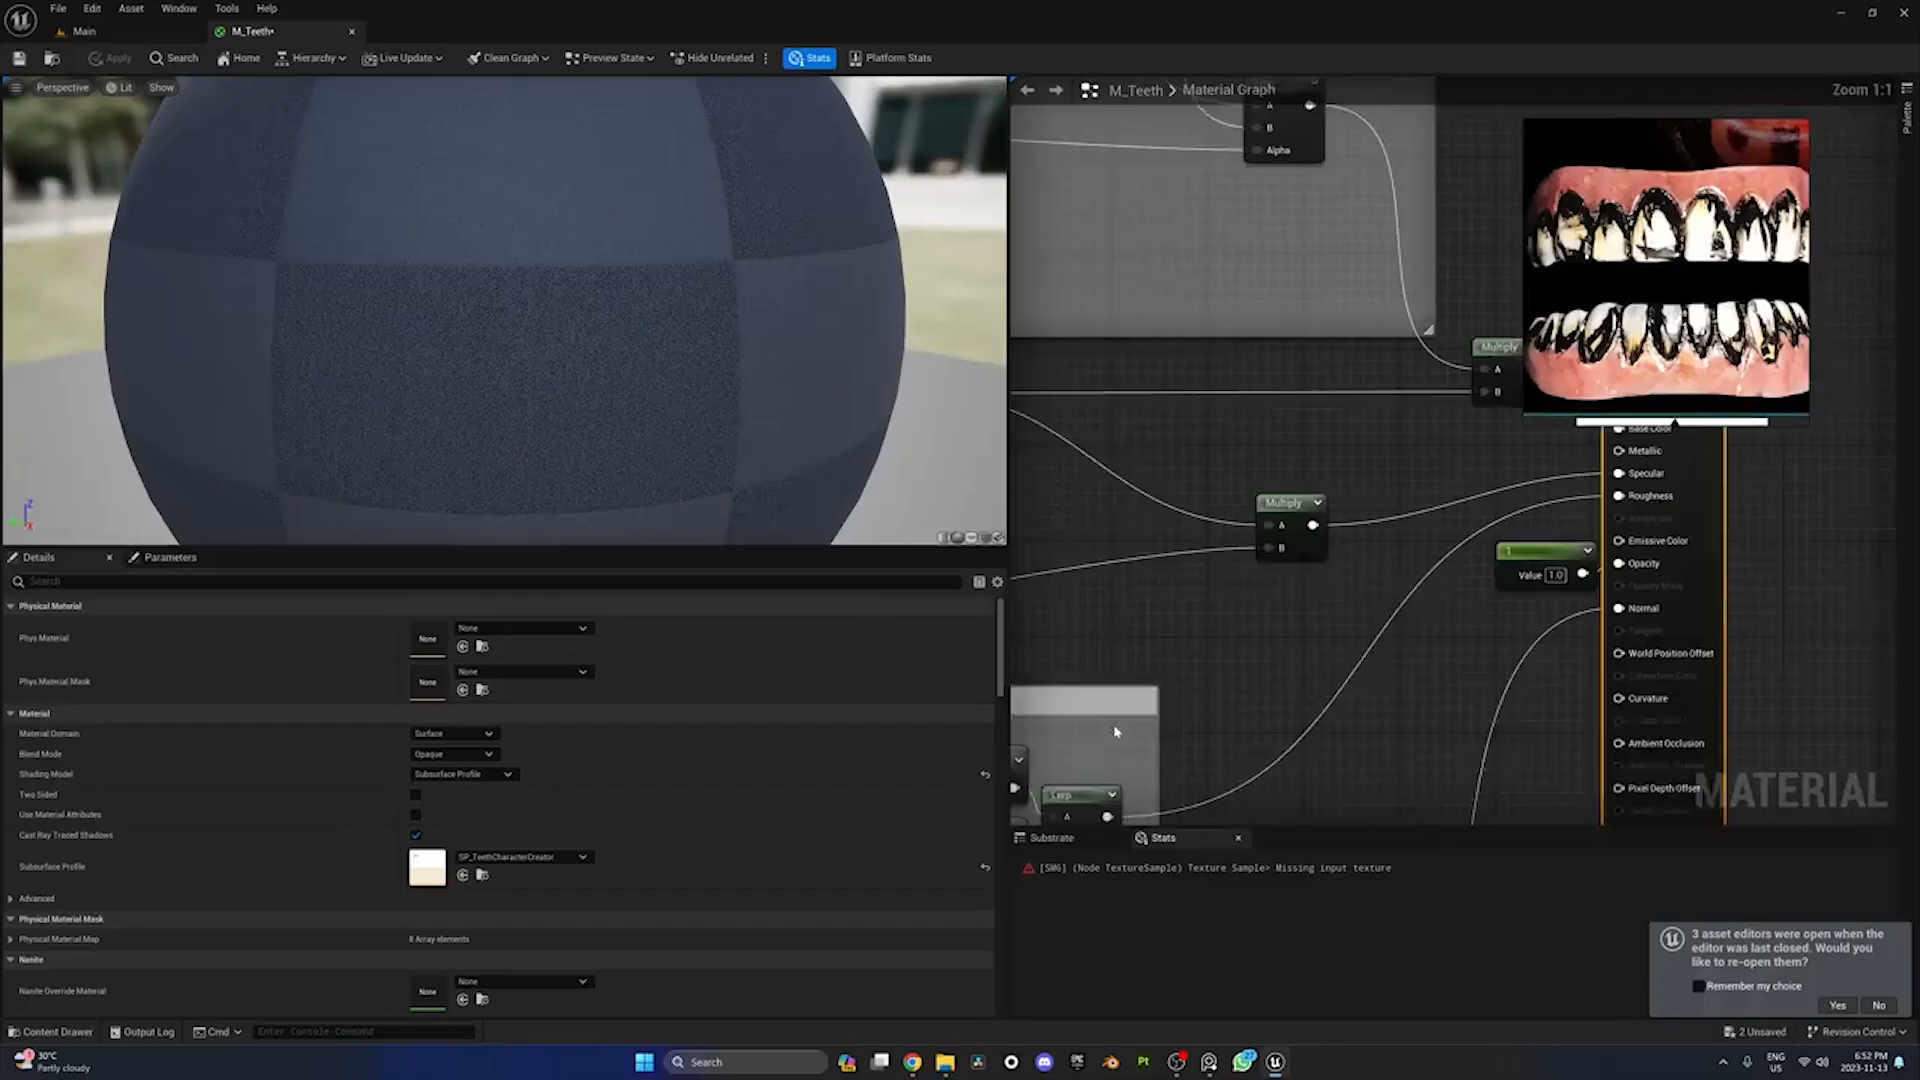 File Edit Asset Window Tools Help
Main
M_Teeth•
Apply Search Home Hierarchy Live Update Clean Graph Preview State Hide Unrelated Stats Platform Stats
Perspective Lit Show
M_Teeth > Material Graph
Zoom 1:1
Palette
A
B
Alpha
Multiply
A
B
Base Color
Metallic
Specular
Roughness
Multiply
A
B
Emissive Color
Opacity
1
Value 1.0
Normal
World Position Offset
Curvature
Ambient Occlusion
Pixel Depth Offset
MATERIAL
Lerp
A
Z
X
Details
Parameters
Search
Physical Material
Phys Material
None
None
Phys Material Mask
None
None
Material
Material Domain
Surface
Blend Mode
Opaque
Shading Model
Subsurface Profile
Two Sided
Use Material Attributes
Cast Ray Traced Shadows
Subsurface Profile
SP_TeethCharacterCreator
Advanced
Physical Material Mask
Physical Material Map
8 Array elements
Nanite
Nanite Override Material
None
None
Substrate
Stats
[SM6] (Node TextureSample) Texture Sample> Missing input texture
3 asset editors were open when the
editor was last closed. Would you
like to re-open them?
Remember my choice
Yes No
Content Drawer Output Log Cmd Enter Console Command
2 Unsaved Revision Control
30°C
Partly cloudy
Search
ENG
US
6:52 PM
2023-11-13